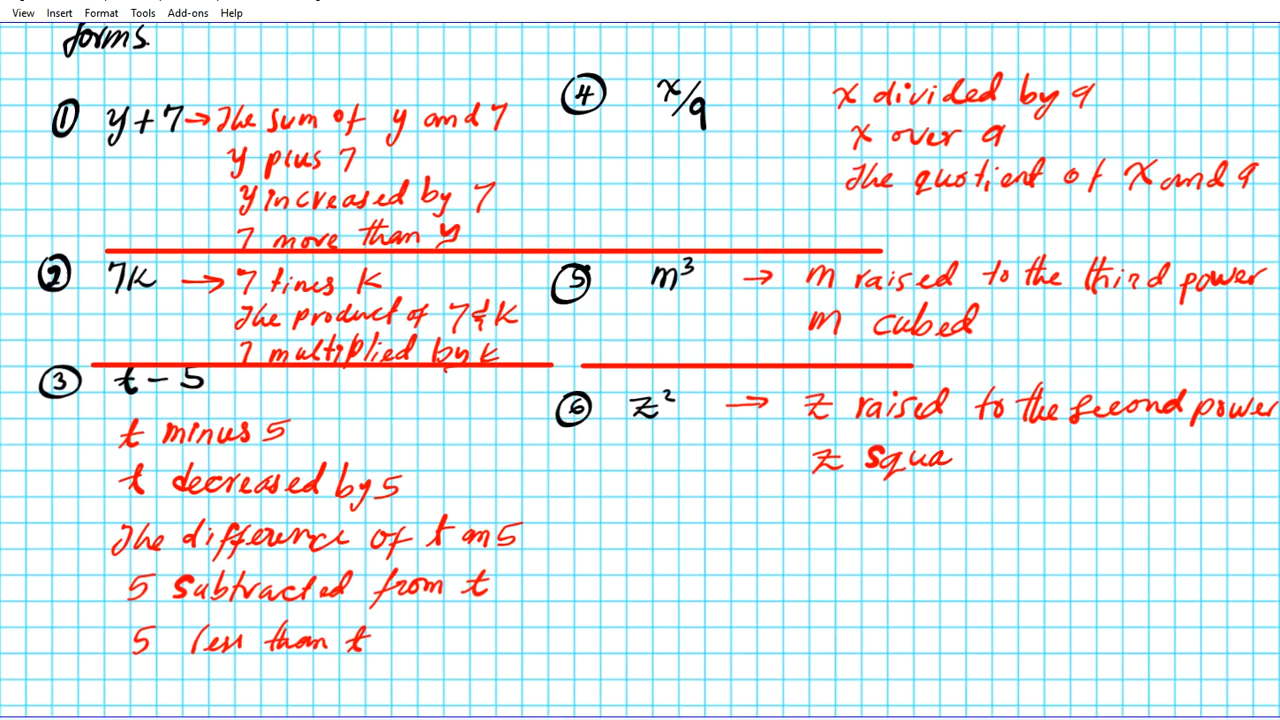 View Insert Format Tools Add-ons Help
forms.
① y + 7 → The sum of y and 7
y plus 7
y increased by 7
7 more than y
② 7k → 7 times k
The product of 7 & k
7 multiplied by k
③ t - 5
t minus 5
t decreased by 5
The difference of t an 5
5 subtracted from t
5 less than t
④ x/9
x divided by 9
x over 9
The quotient of x and 9
⑤ m³ → m raised to the third power
m cubed
⑥ z² → z raised to the second power
z squa